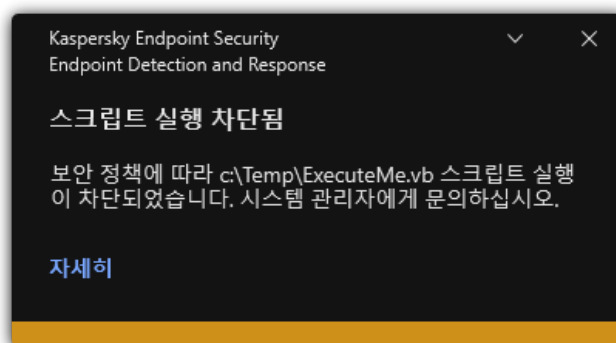 Kaspersky Endpoint Security
Endpoint Detection and Response
스크립트 실행 차단됨
보안 정책에 따라 c:\Temp\ExecuteMe.vb 스크립트 실행
이 차단되었습니다. 시스템 관리자에게 문의하십시오.
자세히